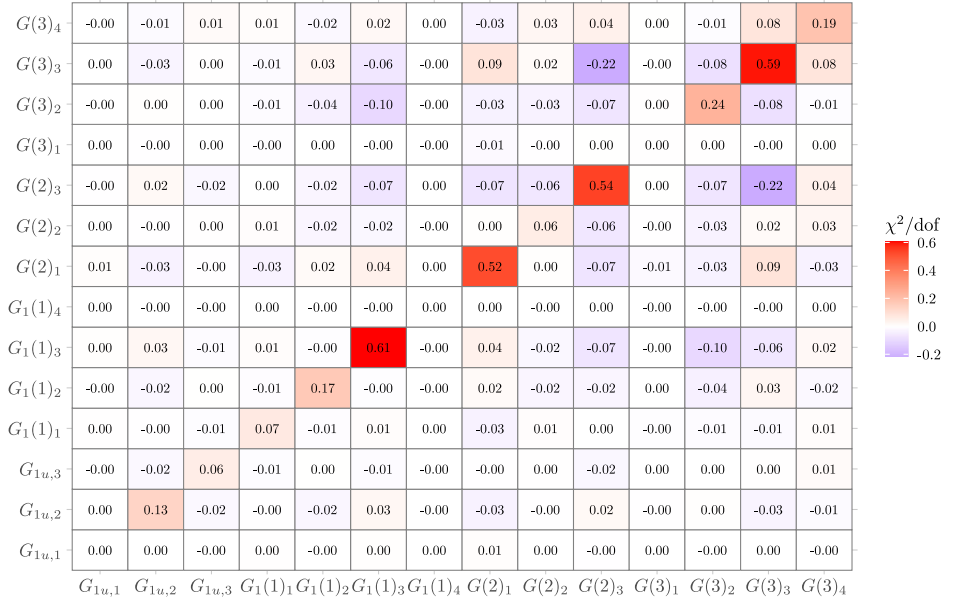 G(3)₄ -0.00 -0.01 0.01 0.01 -0.02 0.02 0.00 -0.03 0.03 0.04 0.00 -0.01 0.08 0.19
G(3)₃ 0.00 -0.03 0.00 -0.01 0.03 -0.06 -0.00 0.09 0.02 -0.22 -0.00 -0.08 0.59 0.08
G(3)₂ -0.00 0.00 0.00 -0.01 -0.04 -0.10 -0.00 -0.03 -0.03 -0.07 0.00 0.24 -0.08 -0.01
G(3)₁ 0.00 -0.00 -0.00 0.00 -0.00 -0.00 0.00 -0.01 -0.00 0.00 0.00 0.00 -0.00 0.00
G(2)₃ -0.00 0.02 -0.02 0.00 -0.02 -0.07 0.00 -0.07 -0.06 0.54 0.00 -0.07 -0.22 0.04
G(2)₂ 0.00 -0.00 0.00 0.01 -0.02 -0.02 -0.00 0.00 0.06 -0.06 -0.00 -0.03 0.02 0.03
G(2)₁ 0.01 -0.03 -0.00 -0.03 0.02 0.04 0.00 0.52 0.00 -0.07 -0.01 -0.03 0.09 -0.03
χ²/dof
0.6
0.4
0.2
0.0
-0.2
G₁(1)₄ 0.00 -0.00 -0.00 -0.00 -0.00 -0.00 0.00 0.00 -0.00 0.00 0.00 -0.00 -0.00 0.00
G₁(1)₃ 0.00 0.03 -0.01 0.01 -0.00 0.61 -0.00 0.04 -0.02 -0.07 -0.00 -0.10 -0.06 0.02
G₁(1)₂ -0.00 -0.02 0.00 -0.01 0.17 -0.00 -0.00 0.02 -0.02 -0.02 -0.00 -0.04 0.03 -0.02
G₁(1)₁ 0.00 -0.00 -0.01 0.07 -0.01 0.01 -0.00 -0.03 0.01 0.00 0.00 -0.01 -0.01 0.01
G₁ᵤ,₃ -0.00 -0.02 0.06 -0.01 0.00 -0.01 -0.00 -0.00 0.00 -0.02 -0.00 0.00 0.00 0.01
G₁ᵤ,₂ 0.00 0.13 -0.02 -0.00 -0.02 0.03 -0.00 -0.03 -0.00 0.02 -0.00 0.00 -0.03 -0.01
G₁ᵤ,₁ 0.00 0.00 -0.00 0.00 -0.00 0.00 0.00 0.01 0.00 -0.00 0.00 -0.00 0.00 -0.00
G₁ᵤ,₁ G₁ᵤ,₂ G₁ᵤ,₃ G₁(1)₁ G₁(1)₂ G₁(1)₃ G₁(1)₄ G(2)₁ G(2)₂ G(2)₃ G(3)₁ G(3)₂ G(3)₃ G(3)₄